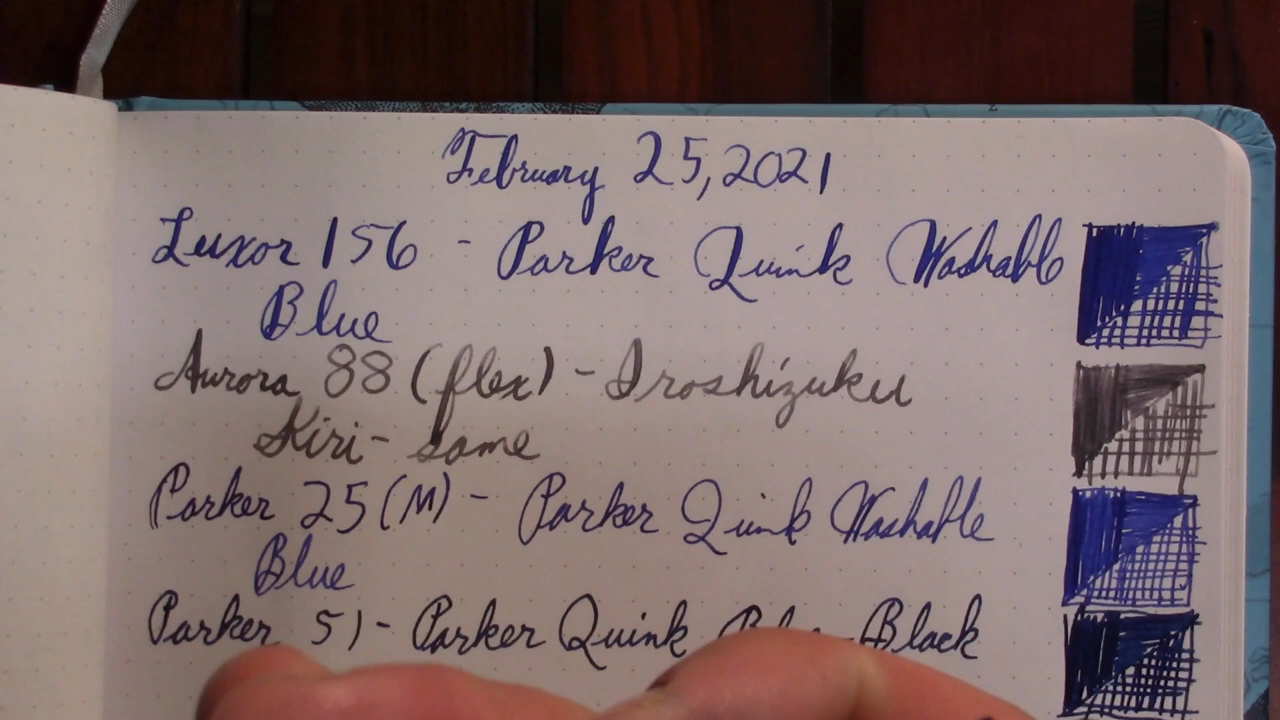 February 25, 2021
Luxor 156 - Parker Quink Washable
Blue
Aurora 88 (flex) - Iroshizuku
Kiri-same
Parker 25 (M) - Parker Quink Washable
Blue
Parker 51 - Parker Quink Black